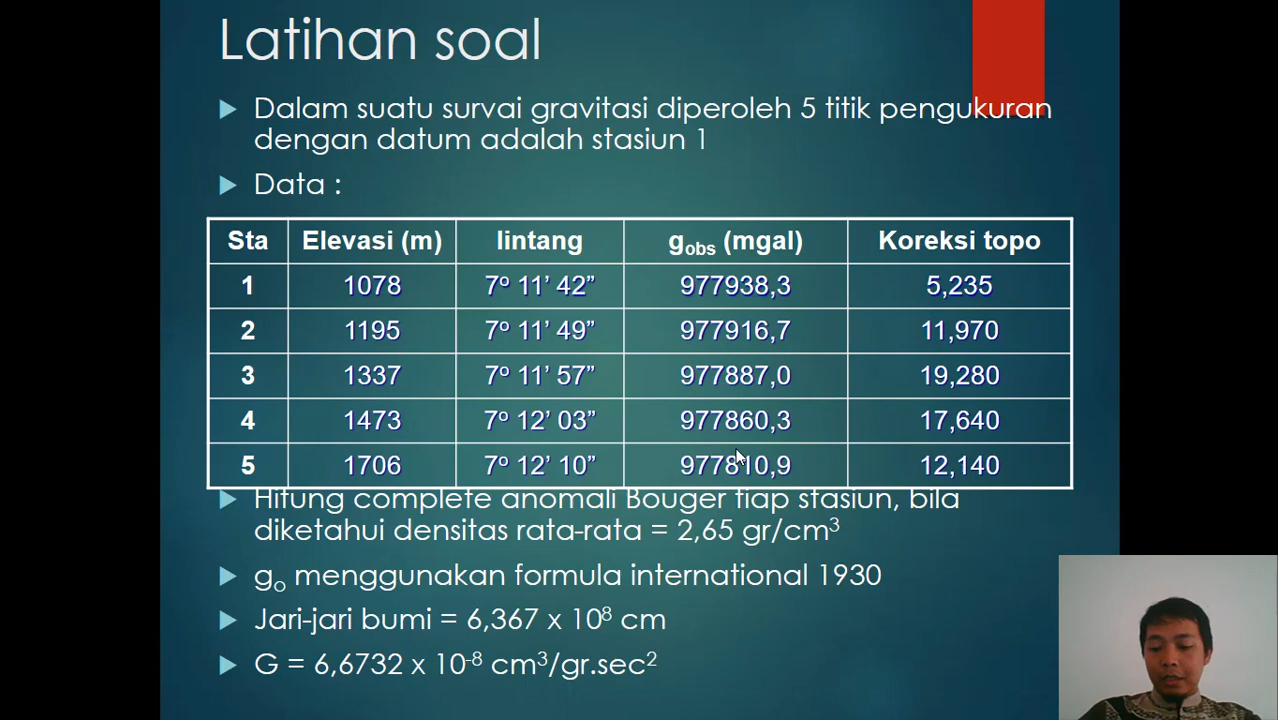 Latihan soal
Dalam suatu survai gravitasi diperoleh 5 titik pengukuran
dengan datum adalah stasiun 1
Data :
Sta Elevasi (m) lintang gobs (mgal) Koreksi topo
1 1078 7o 11’ 42” 977938,3 5,235
2 1195 7o 11’ 49” 977916,7 11,970
3 1337 7o 11’ 57” 977887,0 19,280
4 1473 7o 12’ 03” 977860,3 17,640
5 1706 7o 12’ 10” 977810,9 12,140
Hitung complete anomali Bouger tiap stasiun, bila
diketahui densitas rata-rata = 2,65 gr/cm3
go menggunakan formula international 1930
Jari-jari bumi = 6,367 x 108 cm
G = 6,6732 x 10-8 cm3/gr.sec2